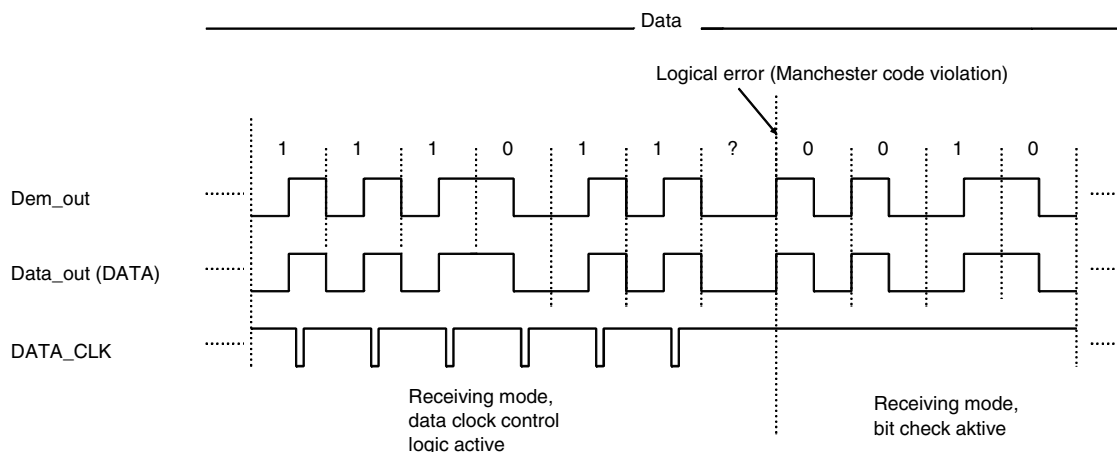 Data
Logical error (Manchester code violation)
1 1 1 0 1 1 ? 0 0 1 0
Dem_out
Data_out (DATA)
DATA_CLK
Receiving mode,
data clock control
logic active
Receiving mode,
bit check aktive